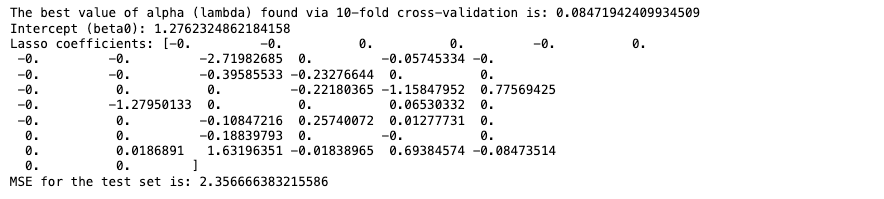 The best value of alpha (lambda) found via 10-fold cross-validation is: 0.08471942409934509
Intercept (beta0): 1.2762324862184158
Lasso coefficients: [-0. -0. 0. 0. -0. 0.
-0. -0. -2.71982685 0. -0.05745334 -0.
-0. -0. -0.39585533 -0.23276644 0. 0.
-0. 0. 0. -0.22180365 -1.15847952 0.77569425
-0. -1.27950133 0. 0. 0.06530332 0.
-0. 0. -0.10847216 0.25740072 0.01277731 0.
0. 0. -0.18839793 0. -0. 0.
0. 0.0186891 1.63196351 -0.01838965 0.69384574 -0.08473514
0. 0. ]
MSE for the test set is: 2.356666383215586